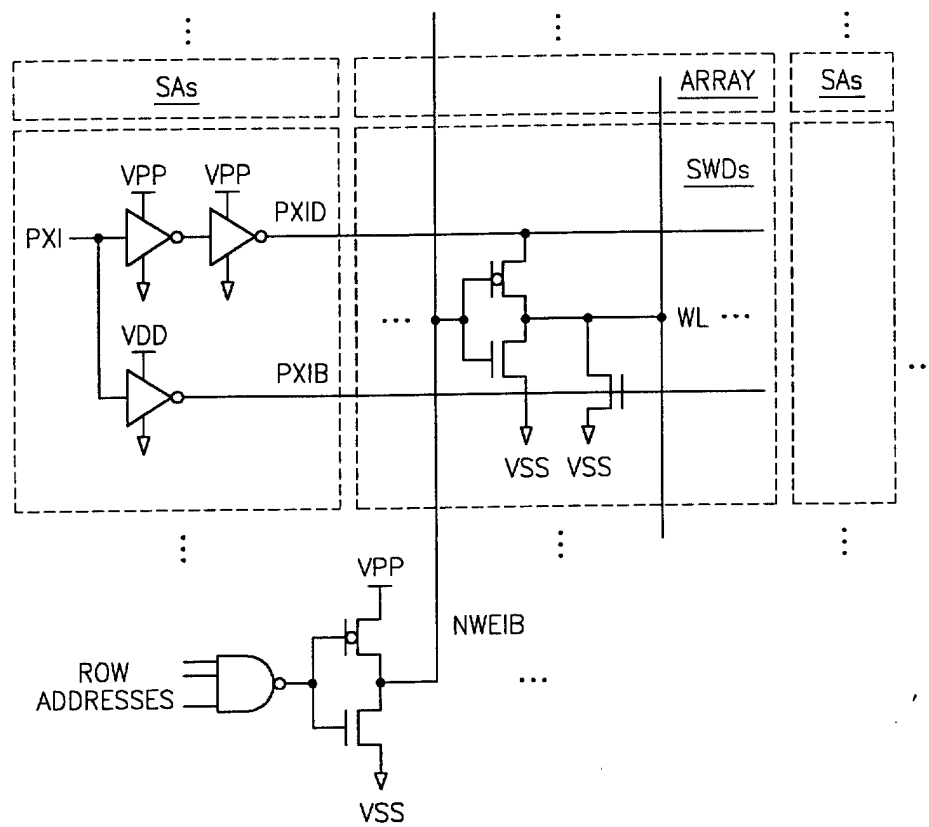 SAs
ARRAY
SAs
SWDs
VPP
VPP
PXID
PXI
VDD
PXIB
WL
VSS
VSS
VPP
NWEIB
ROW
ADDRESSES
VSS